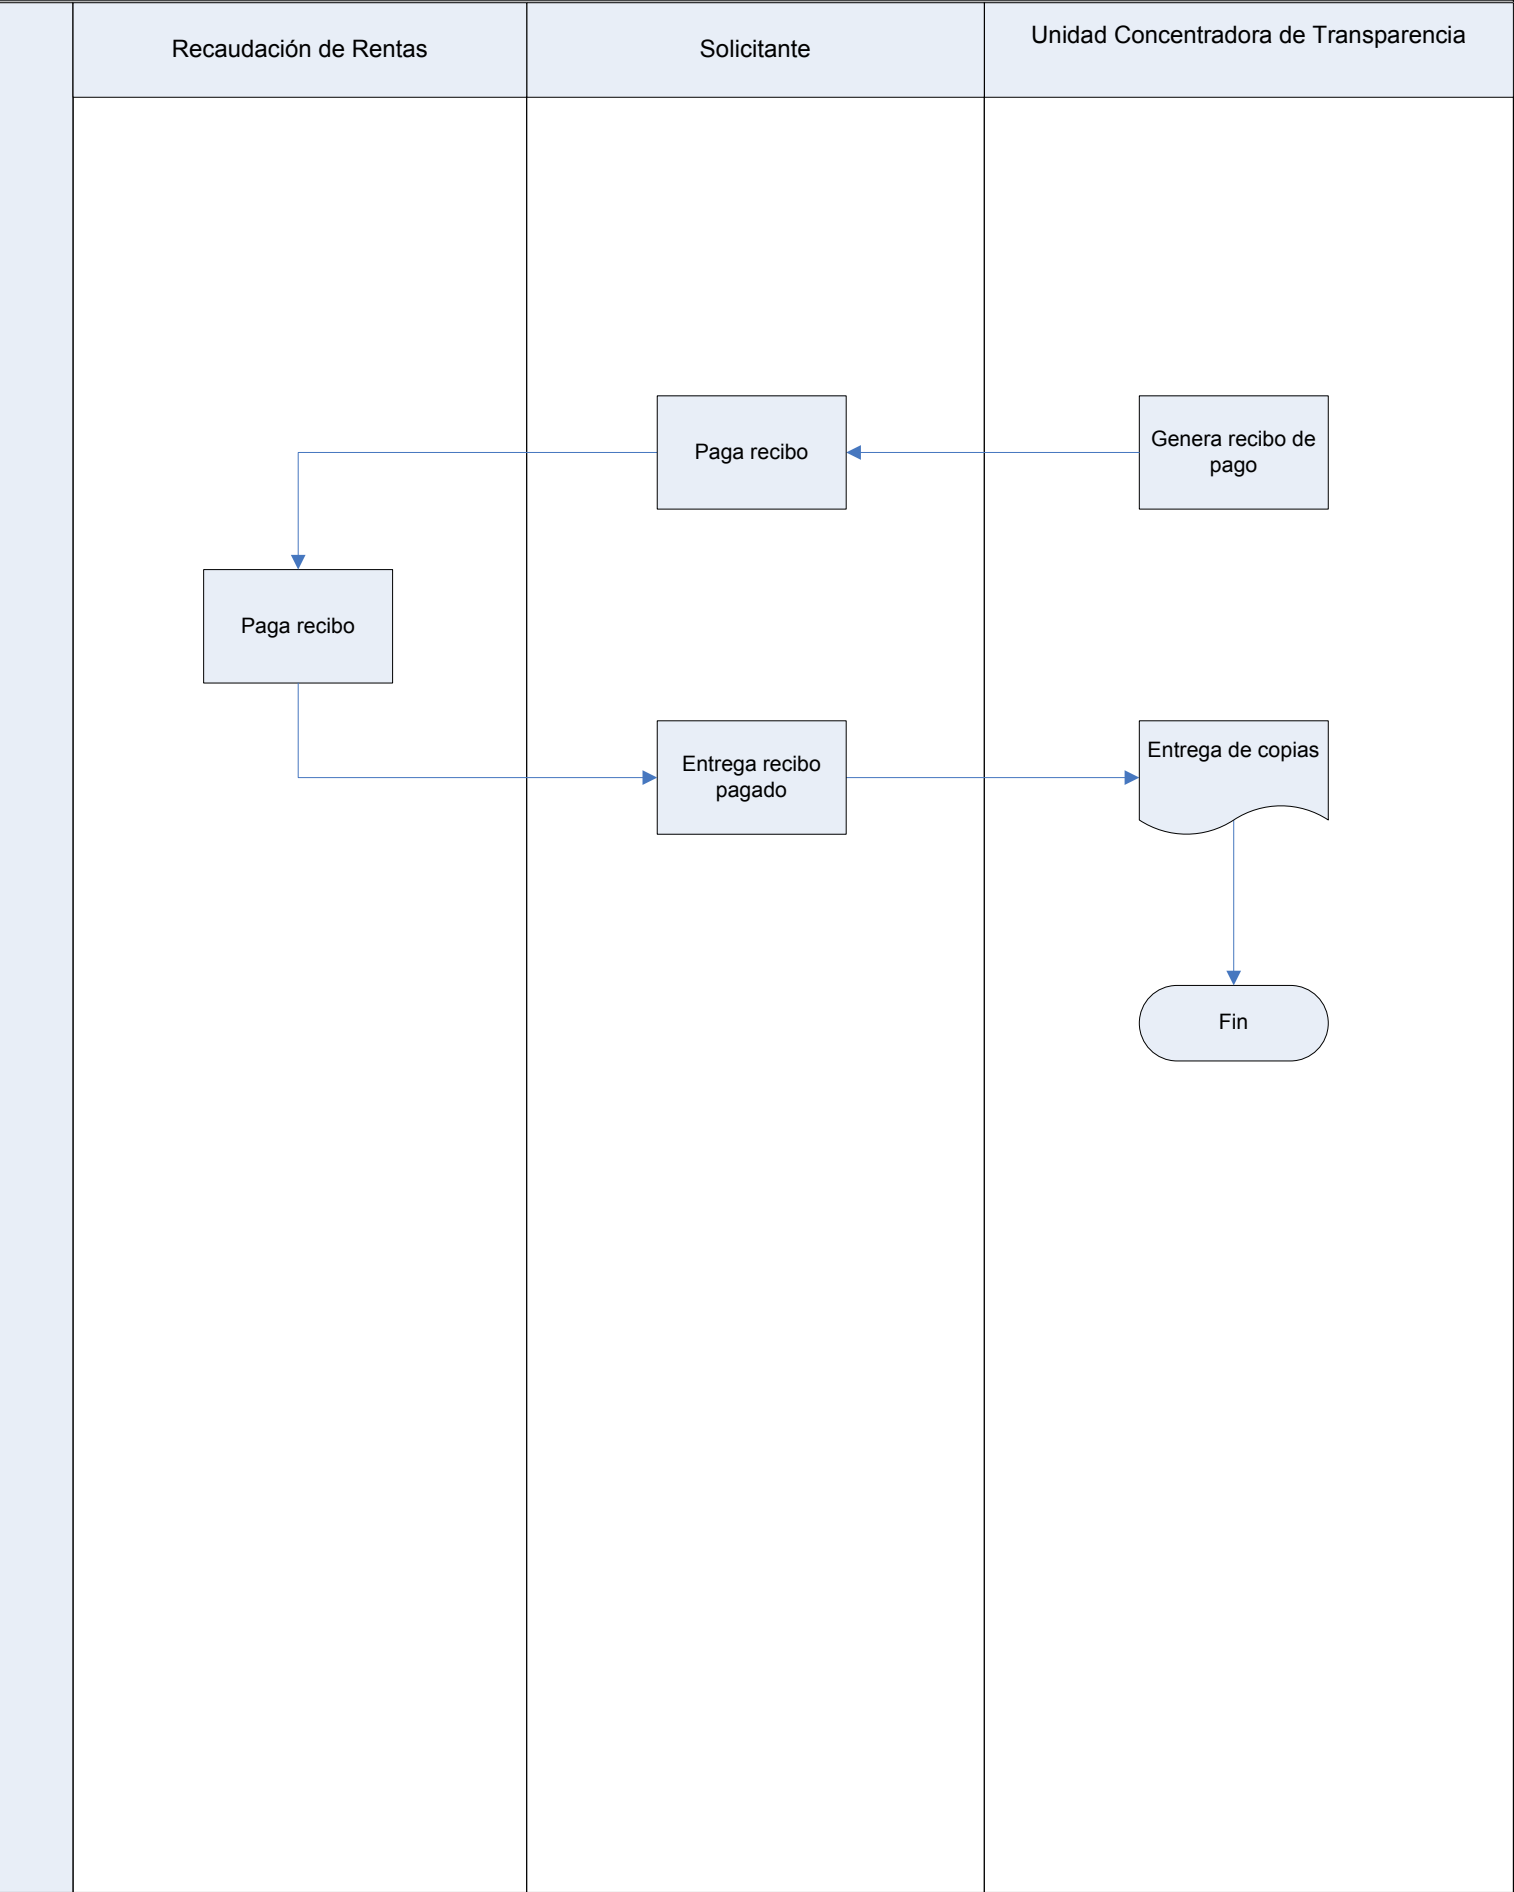 Recaudación de Rentas
Solicitante
Unidad Concentradora de Transparencia
Paga recibo
Genera recibo de
pago
Paga recibo
Entrega recibo
pagado
Entrega de copias
Fin